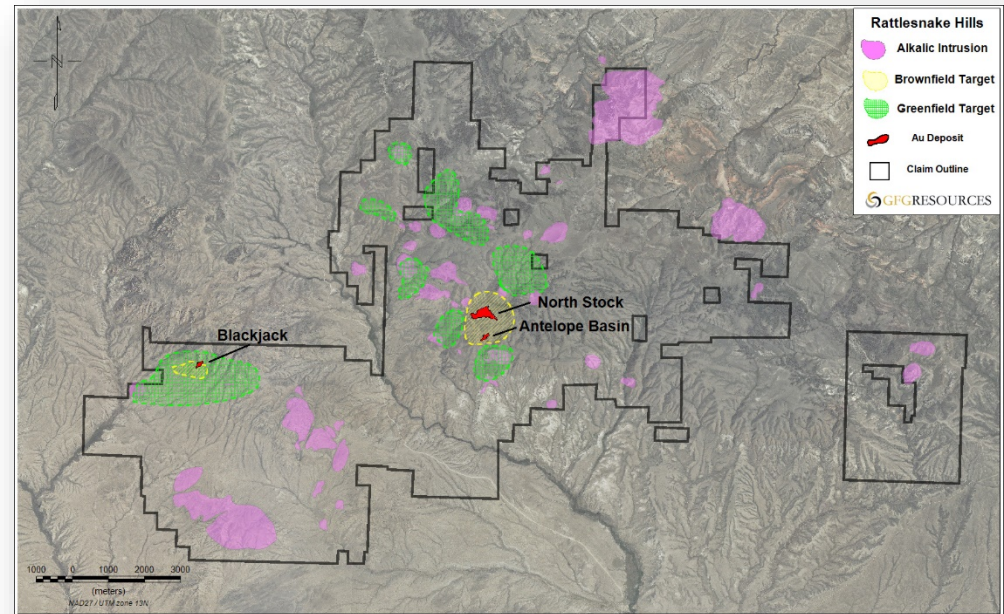 N
Rattlesnake Hills
Alkalic Intrusion
Brownfield Target
Greenfield Target
Au Deposit
Claim Outline
GFGRESOURCES
North Stock
Antelope Basin
Blackjack
1000 0 1000 2000 3000
(meters)
NAD27 / UTM zone 13N